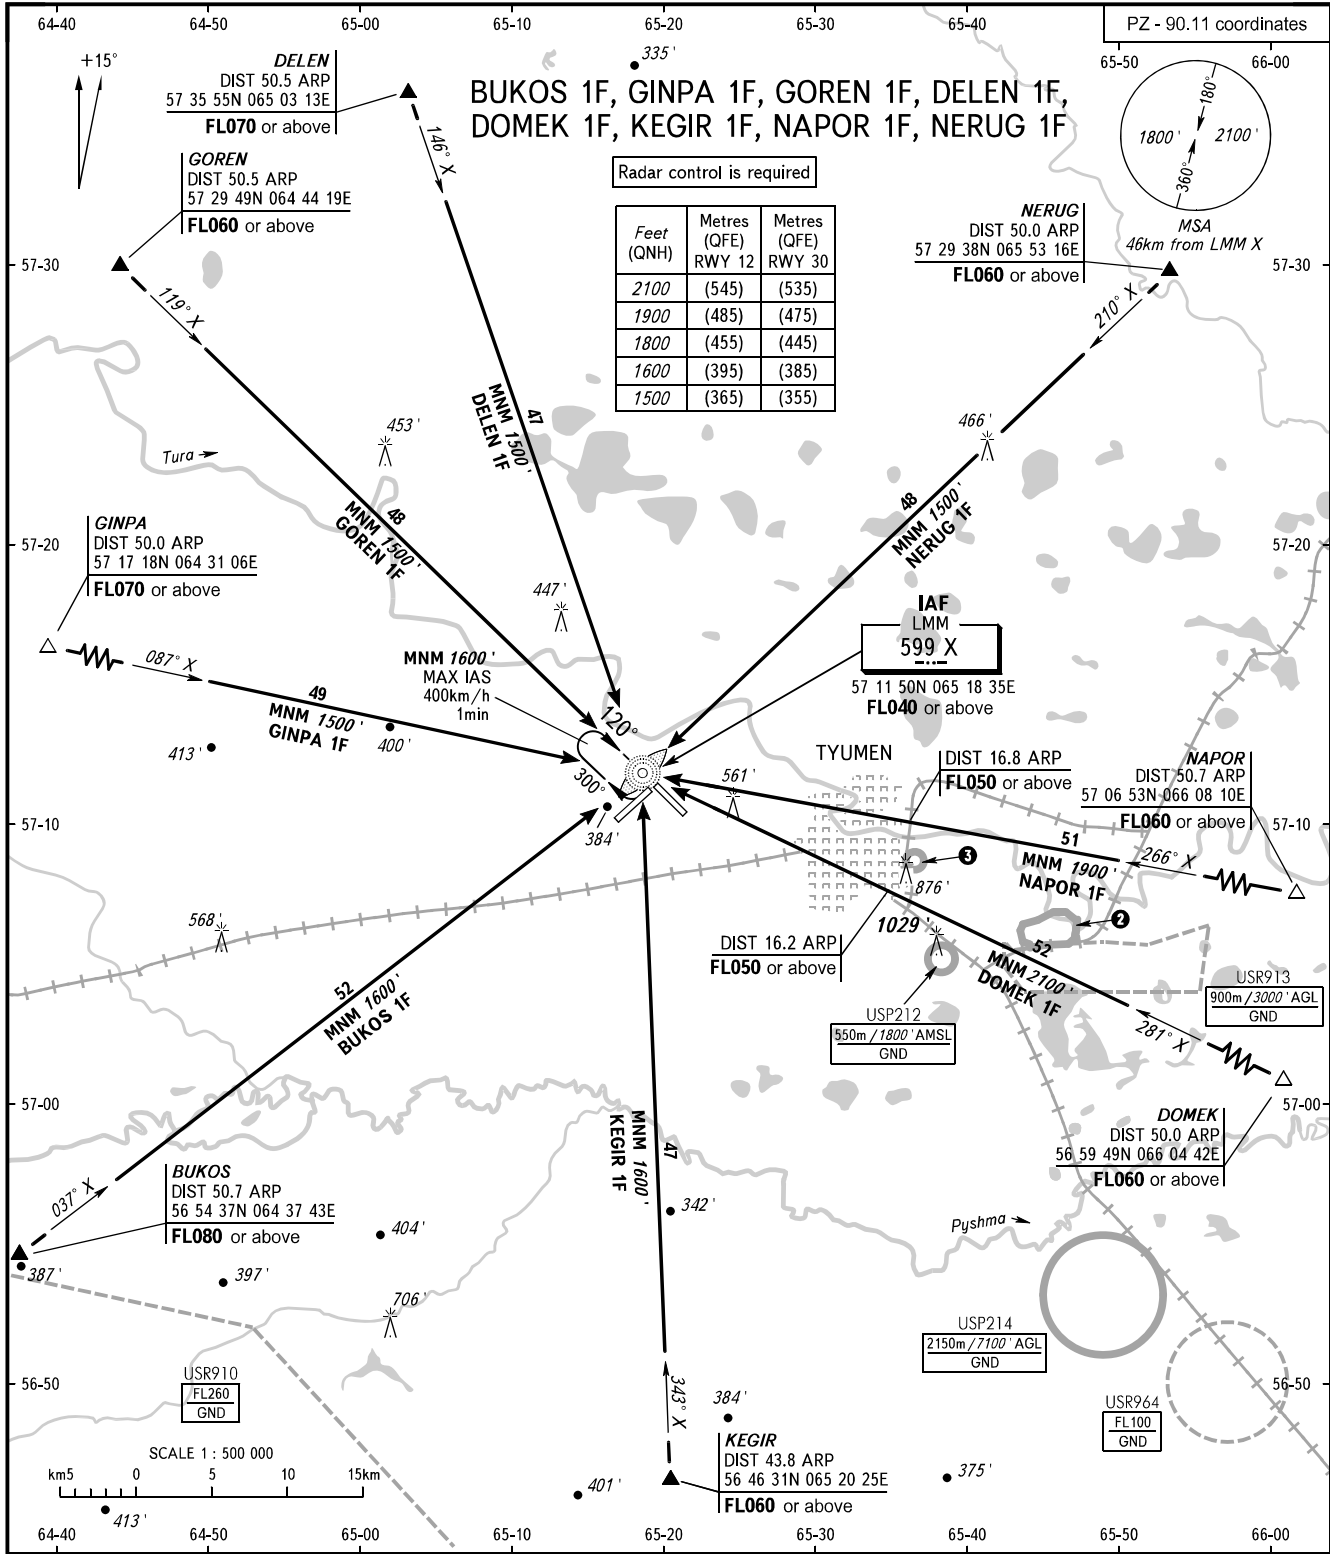 64-40
64-50
65-00
65-10
65-20
65-30
65-40
PZ - 90.11 coordinates
65-50
66-00
+15°
DELEN
DIST 50.5 ARP
57 35 55N 065 03 13E
FL070 or above
335'
BUKOS 1F, GINPA 1F, GOREN 1F, DELEN 1F,
DOMEK 1F, KEGIR 1F, NAPOR 1F, NERUG 1F
180°
1800'
2100'
360°
MSA
46km from LMM X
146° X
Radar control is required
GOREN
DIST 50.5 ARP
57 29 49N 064 44 19E
FL060 or above
Feet (QNH) Metres (QFE) RWY 12 Metres (QFE) RWY 30
2100 (545) (535)
1900 (485) (475)
1800 (455) (445)
1600 (395) (385)
1500 (365) (355)
NERUG
DIST 50.0 ARP
57 29 38N 065 53 16E
FL060 or above
57-30
57-30
119° X
210° X
47
MNM 1500'
DELEN 1F
453'
466'
Tura
48
MNM 1500'
GOREN 1F
48
MNM 1500'
NERUG 1F
GINPA
DIST 50.0 ARP
57 17 18N 064 31 06E
FL070 or above
57-20
57-20
447'
IAF
LMM
599 X
57 11 50N 065 18 35E
FL040 or above
087° X
MNM 1600'
MAX IAS
400km/h
1min
49
MNM 1500'
GINPA 1F
120°
300°
413'
400'
TYUMEN
DIST 16.8 ARP
FL050 or above
NAPOR
DIST 50.7 ARP
57 06 53N 066 08 10E
FL060 or above
561'
384'
57-10
57-10
51
MNM 1900'
NAPOR 1F
266° X
3
876'
2
568'
1029'
DIST 16.2 ARP
FL050 or above
52
MNM 2100'
DOMEK 1F
USR913
900m/3000' AGL
GND
52
MNM 1600'
BUKOS 1F
USP212
550m/1800' AMSL
GND
281° X
57-00
57-00
47
MNM 1600'
KEGIR 1F
DOMEK
DIST 50.0 ARP
56 59 49N 066 04 42E
FL060 or above
037° X
BUKOS
DIST 50.7 ARP
56 54 37N 064 37 43E
FL080 or above
342'
404'
Pyshma
387'
397'
706'
USP214
2150m/7100' AGL
GND
USR910
FL260
GND
56-50
56-50
343° X
384'
USR964
FL100
GND
SCALE 1 : 500 000
km5 0 5 10 15km
KEGIR
DIST 43.8 ARP
56 46 31N 065 20 25E
FL060 or above
375'
401'
413'
64-40
64-50
65-00
65-10
65-20
65-30
65-40
65-50
66-00